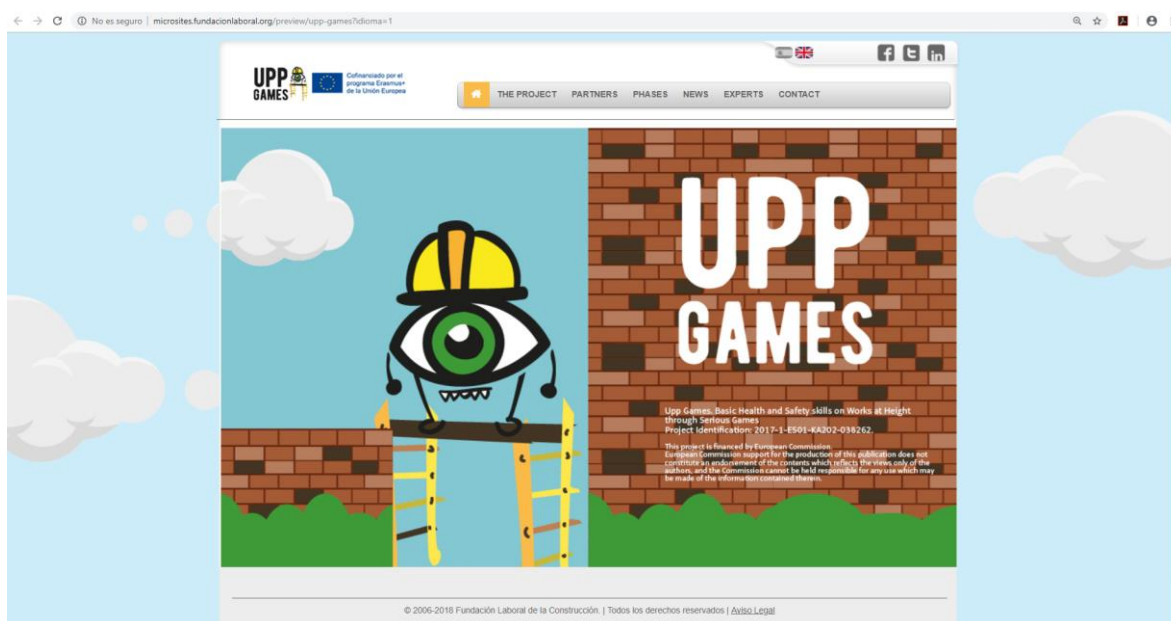 No es seguro | microsites.fundacionlaboral.org/preview/upp-games?idioma=1
UPP
GAMES
Cofinanciado por el
programa Erasmus+
de la Unión Europea
THE PROJECT PARTNERS PHASES NEWS EXPERTS CONTACT
UPP
GAMES
Upp Games. Basic Health and Safety skills on Works at Height
through Serious Games
Project Identification: 2017-1-ES01-KA202-038262.
This project is financed by European Commission.
European Commission support for the production of this publication does not
constitute an endorsement of the contents which reflects the views only of the
authors, and the Commission cannot be held responsible for any use which may
be made of the information contained therein.
© 2006-2018 Fundación Laboral de la Construcción. | Todos los derechos reservados | Aviso Legal